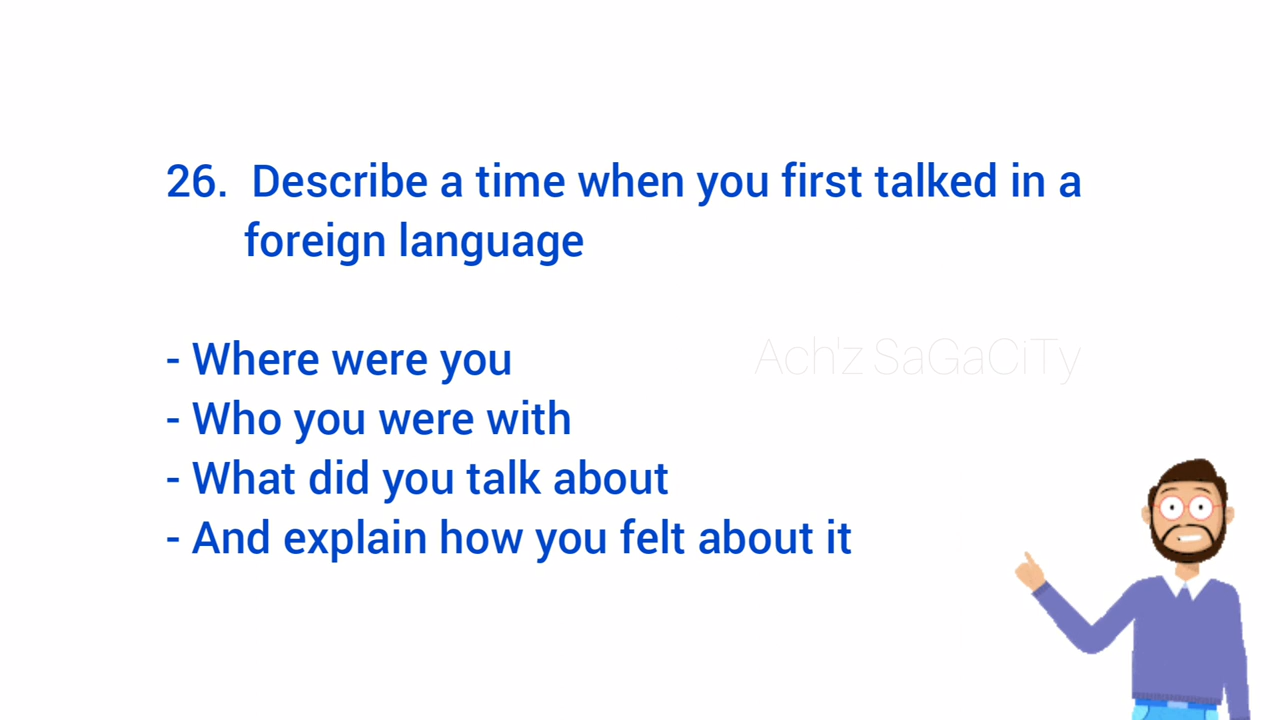 26. Describe a time when you first talked in a
foreign language
- Where were you
Ach'z SaGaCiTy
- Who you were with
- What did you talk about
- And explain how you felt about it